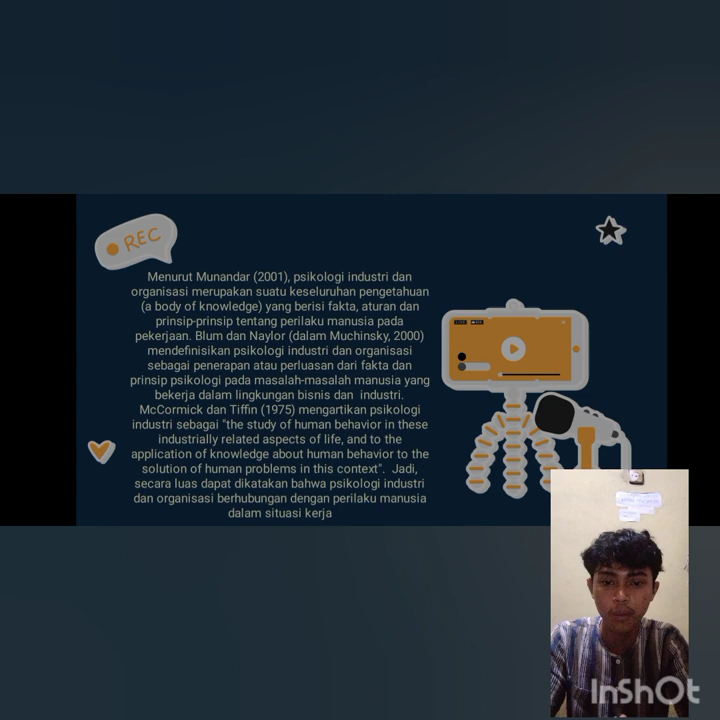 REC
Menurut Munandar (2001), psikologi industri dan
organisasi merupakan suatu keseluruhan pengetahuan
(a body of knowledge) yang berisi fakta, aturan dan
prinsip-prinsip tentang perilaku manusia pada
pekerjaan. Blum dan Naylor (dalam Muchinsky, 2000)
mendefinisikan psikologi industri dan organisasi
sebagai penerapan atau perluasan dari fakta dan
prinsip psikologi pada masalah-masalah manusia yang
bekerja dalam lingkungan bisnis dan industri.
McCormick dan Tiffin (1975) mengartikan psikologi
industri sebagai "the study of human behavior in these
industrially related aspects of life, and to the
application of knowledge about human behavior to the
solution of human problems in this context". Jadi,
secara luas dapat dikatakan bahwa psikologi industri
dan organisasi berhubungan dengan perilaku manusia
dalam situasi kerja
InShOt